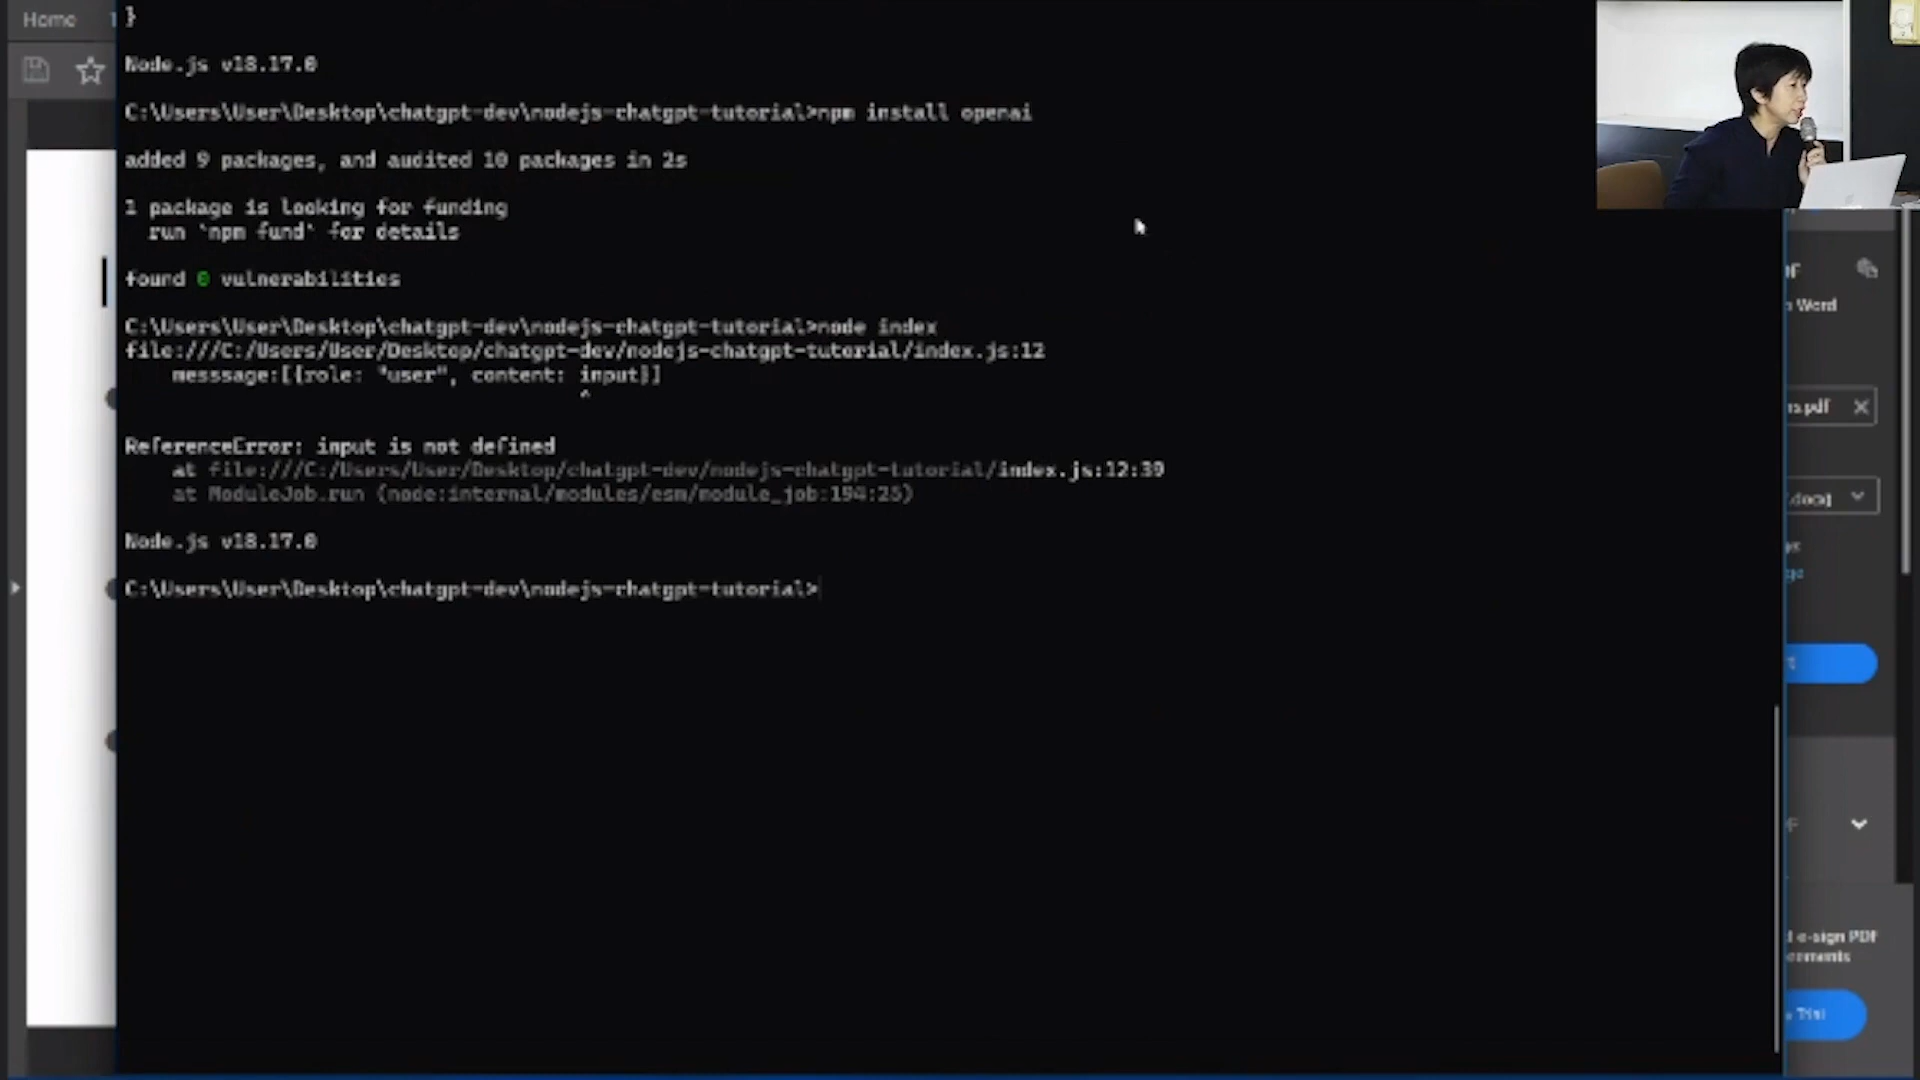 Home
}
Node.js v18.17.0
C:\Users\User\Desktop\chatgpt-dev\nodejs-chatgpt-tutorial>npm install openai
added 9 packages, and audited 10 packages in 2s
1 package is looking for funding
run `npm fund` for details
found 0 vulnerabilities
C:\Users\User\Desktop\chatgpt-dev\nodejs-chatgpt-tutorial>node index
file:///C:/Users/User/Desktop/chatgpt-dev/nodejs-chatgpt-tutorial/index.js:12
messsage:[{role: "user", content: input}]
^
ReferenceError: input is not defined
at file:///C:/Users/User/Desktop/chatgpt-dev/nodejs-chatgpt-tutorial/index.js:12:39
at ModuleJob.run (node:internal/modules/esm/module_job:194:25)
Node.js v18.17.0
C:\Users\User\Desktop\chatgpt-dev\nodejs-chatgpt-tutorial>
Word
s.pdf
.docx)
e-sign PDF
Trial